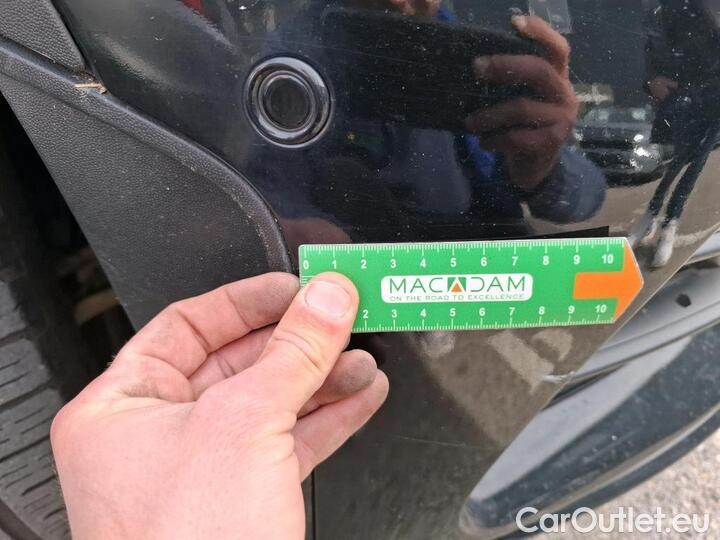 0 1 2 3 4 5 6 7 8 9 10
MACADAM
ON THE ROAD TO EXCELLENCE
2 3 4 5 6 7 8 9 10
CarOutlet.eu